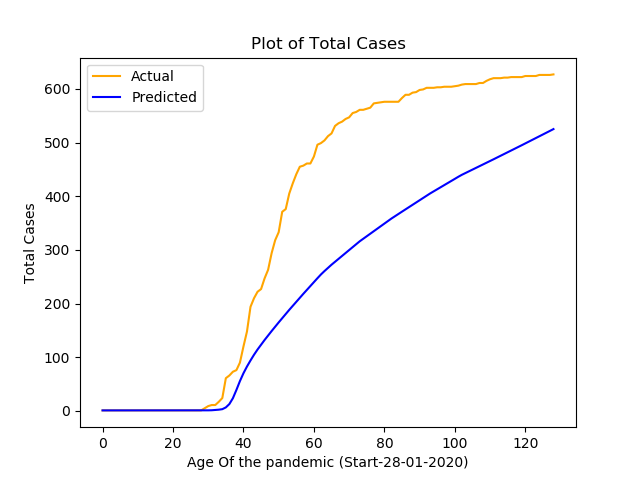 Plot of Total Cases
Actual
Predicted
600
500
400
300
200
100
0
Total Cases
0 20 40 60 80 100 120
Age Of the pandemic (Start-28-01-2020)